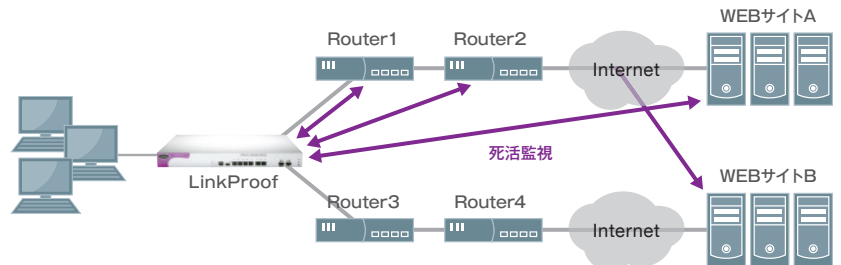 WEBサイトA
Router1
Router2
Internet
死活監視
LinkProof
WEBサイトB
Router3
Router4
Internet